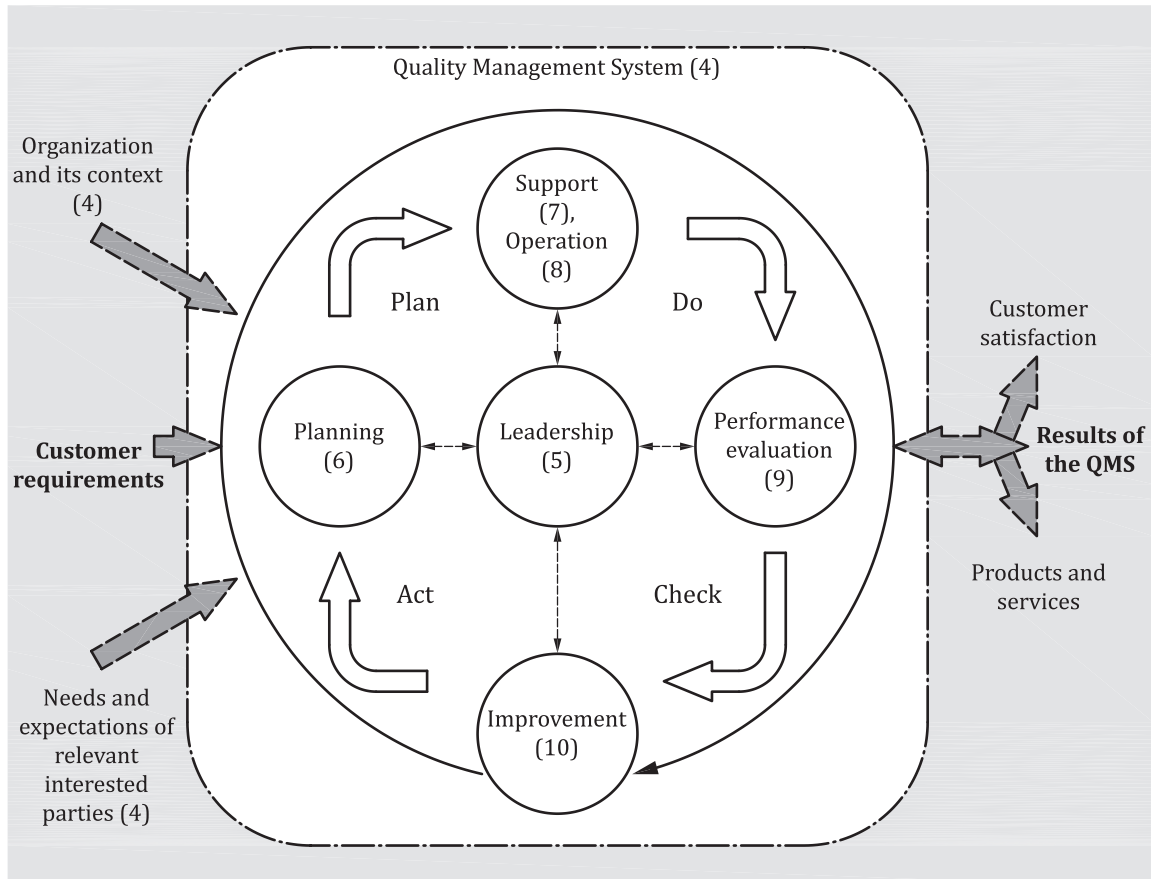 Quality Management System (4)
Organization
and its context
(4)
Support
(7),
Operation
(8)
Plan
Do
Customer
satisfaction
Customer
requirements
Planning
(6)
Leadership
(5)
Performance
evaluation
(9)
Results of
the QMS
Act
Check
Products and
services
Needs and
expectations of
relevant
interested
parties (4)
Improvement
(10)